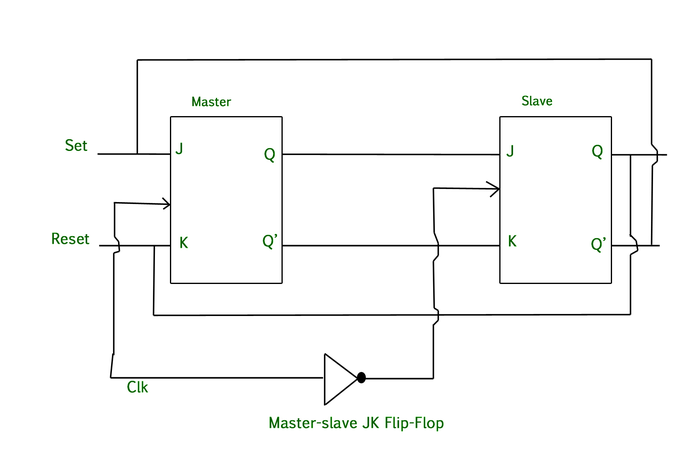 Master
Slave
Set
J
Q
J
Q
Reset
K
Q'
K
Q'
Clk
Master-slave JK Flip-Flop